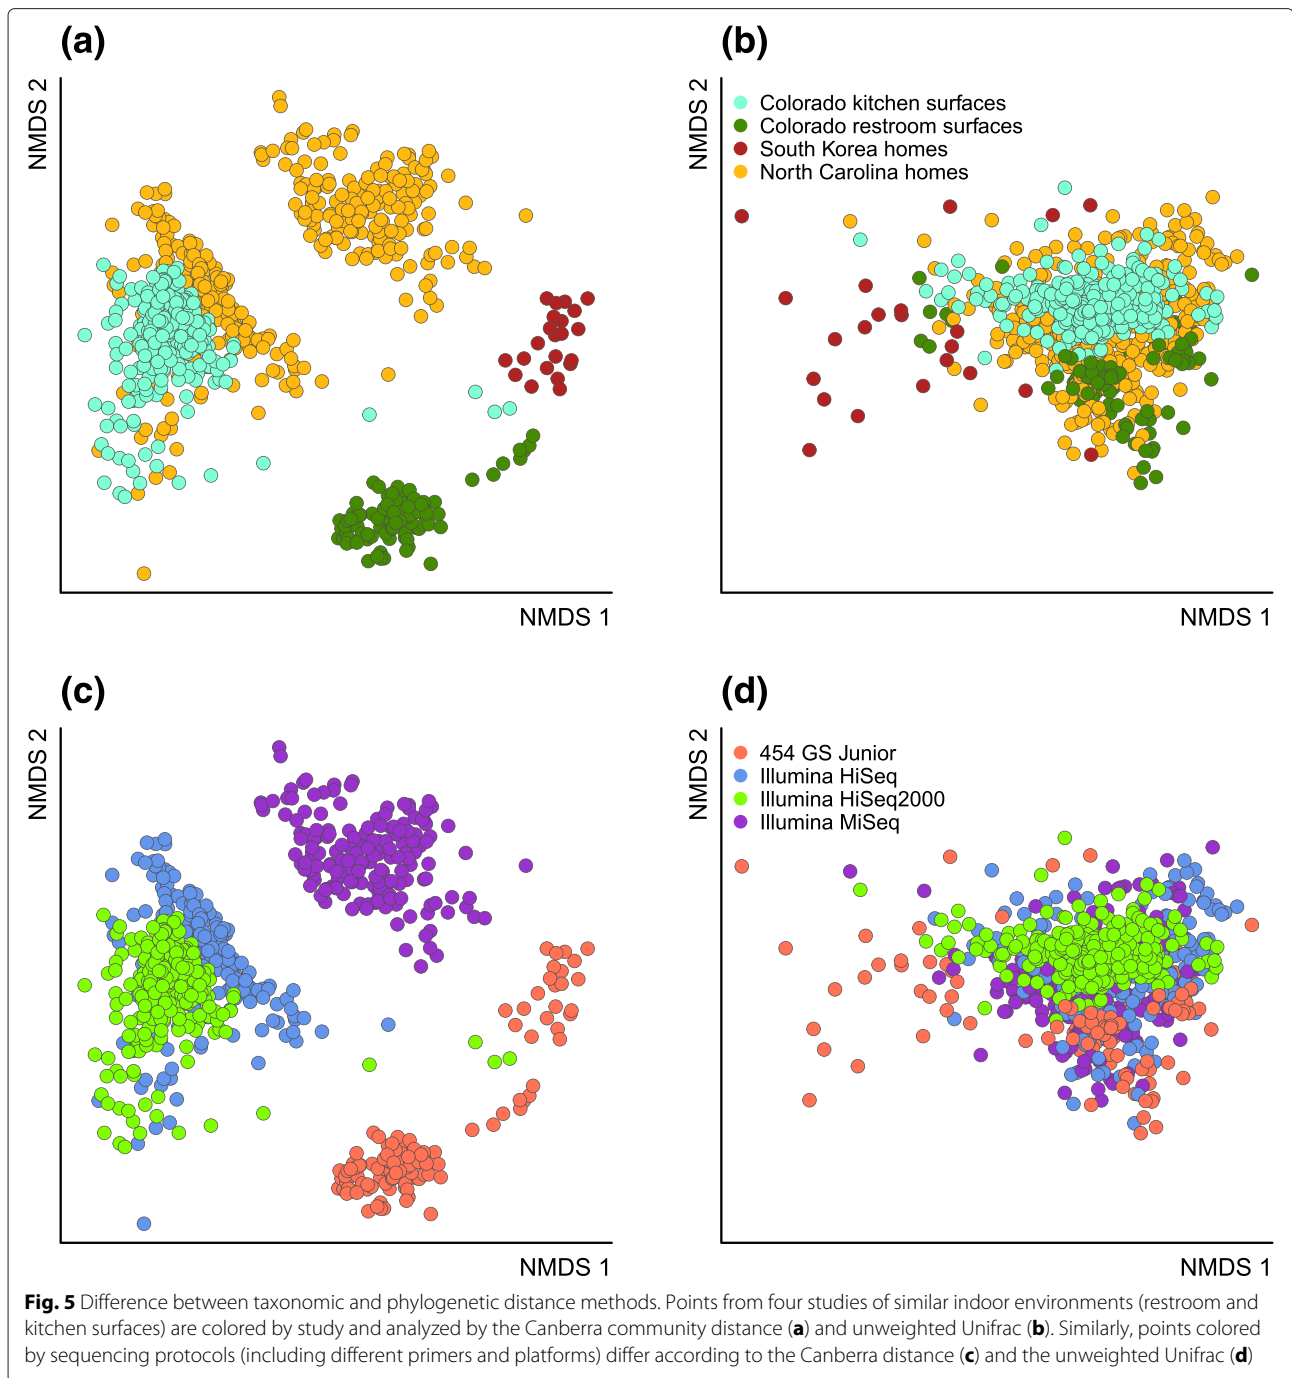 (a)
NMDS 2
NMDS 1
(b)
NMDS 2
Colorado kitchen surfaces
Colorado restroom surfaces
South Korea homes
North Carolina homes
NMDS 1
(c)
NMDS 2
NMDS 1
(d)
NMDS 2
454 GS Junior
Illumina HiSeq
Illumina HiSeq2000
Illumina MiSeq
NMDS 1
Fig. 5 Difference between taxonomic and phylogenetic distance methods. Points from four studies of similar indoor environments (restroom and
kitchen surfaces) are colored by study and analyzed by the Canberra community distance (a) and unweighted Unifrac (b). Similarly, points colored
by sequencing protocols (including different primers and platforms) differ according to the Canberra distance (c) and the unweighted Unifrac (d)